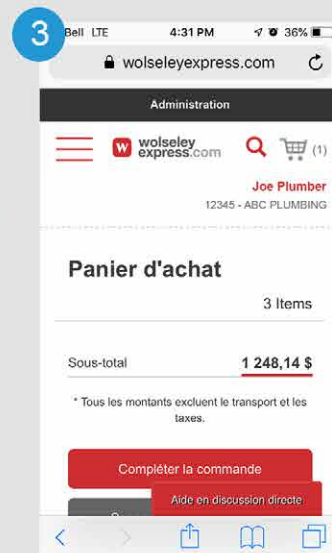 3
Bell LTE 4:31 PM 36%
wolseleyexpress.com
Administration
W wolseley
express.com
(1)
Joe Plumber
12345 - ABC PLUMBING
Panier d'achat
3 Items
Sous-total 1 248,14 $
* Tous les montants excluent le transport et les
taxes.
Compléter la commande
Aide en discussion directe